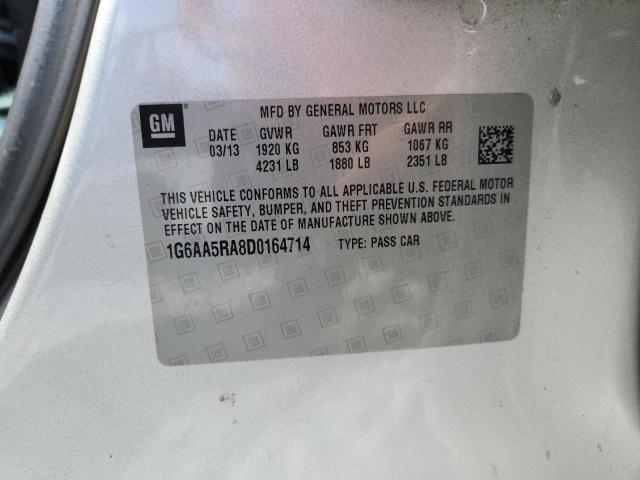 GM
MFD BY GENERAL MOTORS LLC
DATE GVWR GAWR FRT GAWR RR
03/13 1920 KG 853 KG 1067 KG
4231 LB 1880 LB 2351 LB
THIS VEHICLE CONFORMS TO ALL APPLICABLE U.S. FEDERAL MOTOR
VEHICLE SAFETY, BUMPER, AND THEFT PREVENTION STANDARDS IN
EFFECT ON THE DATE OF MANUFACTURE SHOWN ABOVE.
1G6AA5RA8D0164714 TYPE: PASS CAR